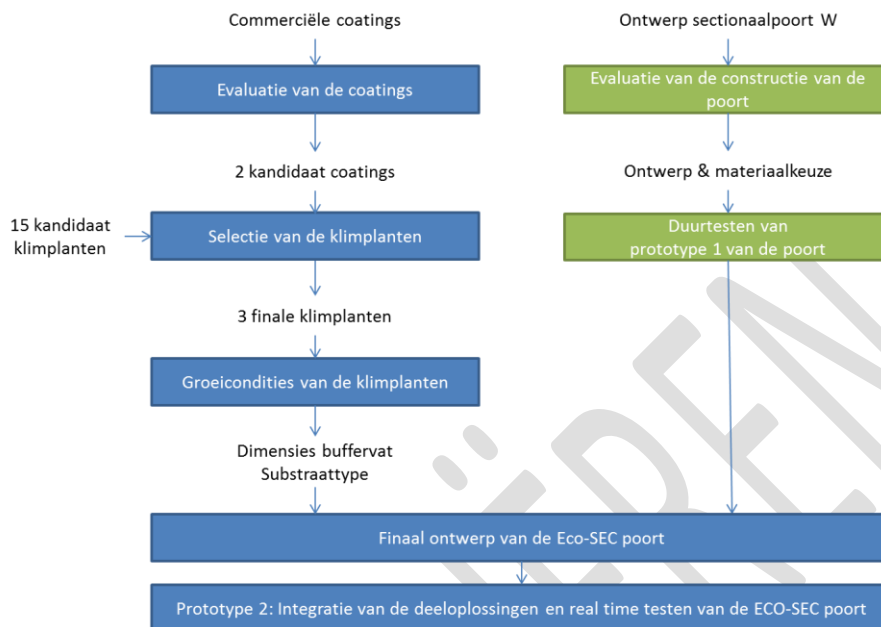 Commerciële coatings
Evaluatie van de coatings
2 kandidaat coatings
15 kandidaat
klimplanten
Selectie van de klimplanten
3 finale klimplanten
Groeicondities van de klimplanten
Dimensies buffervat
Substraattype
Ontwerp sectionaalpoort W
Evaluatie van de constructie van de
poort
Ontwerp & materiaalkeuze
Duurtesten van
prototype 1 van de poort
Finaal ontwerp van de Eco-SEC poort
Prototype 2: Integratie van de deeloplossingen en real time testen van de ECO-SEC poort